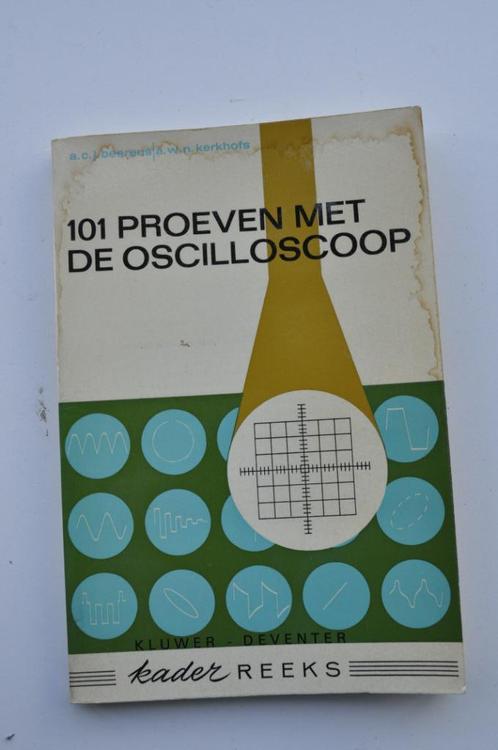 a.c.j. beerens / a.w.n. kerkhofs
101 PROEVEN MET
DE OSCILLOSCOOP
KLUWER - DEVENTER
kader REEKS